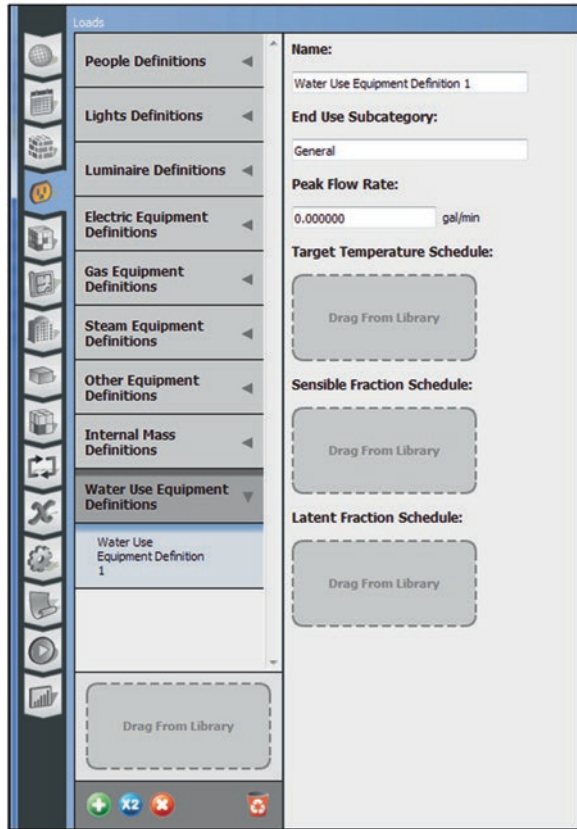 Loads
People Definitions
Lights Definitions
Luminaire Definitions
Electric Equipment
Definitions
Gas Equipment
Definitions
Steam Equipment
Definitions
Other Equipment
Definitions
Internal Mass
Definitions
Water Use Equipment
Definitions
Water Use
Equipment Definition
1
Drag From Library
X2
Name:
Water Use Equipment Definition 1
End Use Subcategory:
General
Peak Flow Rate:
0.000000 gal/min
Target Temperature Schedule:
Drag From Library
Sensible Fraction Schedule:
Drag From Library
Latent Fraction Schedule:
Drag From Library